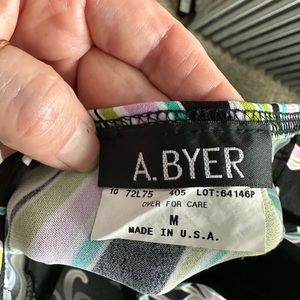 A.BYER
10 72L75 405 LOT:64146P
OVER FOR CARE
M
MADE IN U.S.A.